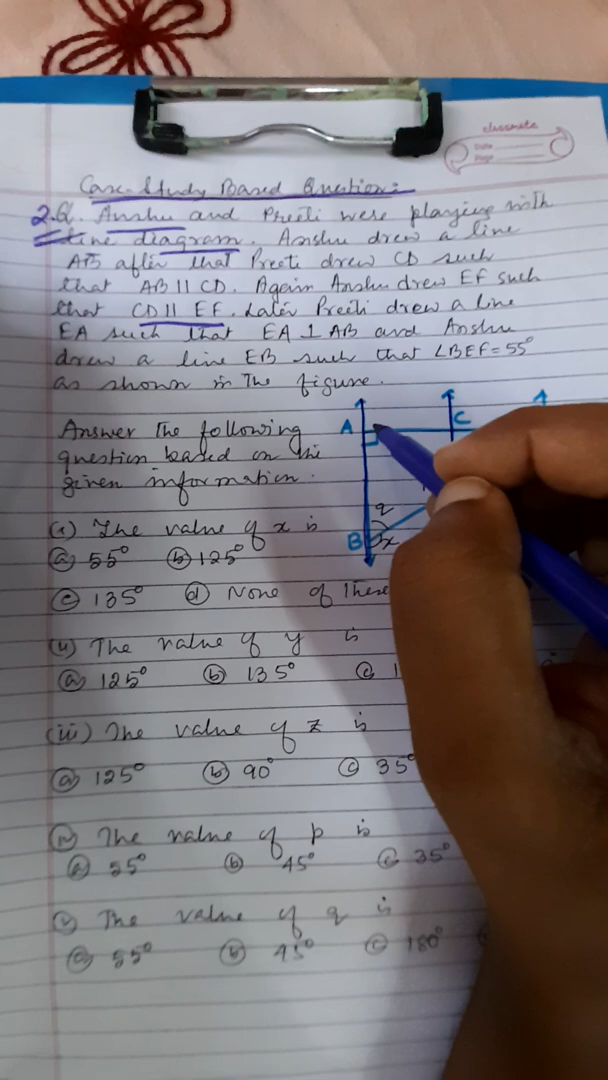 classmate
Date
Page
Case-Study Based Question:-
2.Q. Anshu and Preeti were playing with
line diagram. Anshu drew a line
AB after that Preeti drew CD such
that AB || CD. Again Anshu drew EF such
that CD || EF. Later Preeti drew a line
EA such that EA ⊥ AB and Anshu
drew a line EB such that ∠BEF=55°
as shown in The figure.
A C
Answer The following
question based on the
given information.
q
B x
(i) The value of x is
(a) 55° (b) 125°
(c) 135° (d) None of These
(ii) The value of y is
(a) 125° (b) 135° (c) 1
(iii) The value of z is
(a) 125° (b) 90° (c) 35°
(iv) The value of p is
(a) 55° (b) 45° (c) 35°
(v) The value of q is
(a) 55° (b) 45° (c) 180°